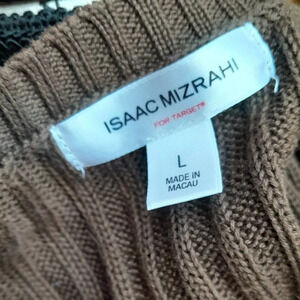 ISAAC MIZRAHI
FOR TARGET®
L
MADE IN
MACAU